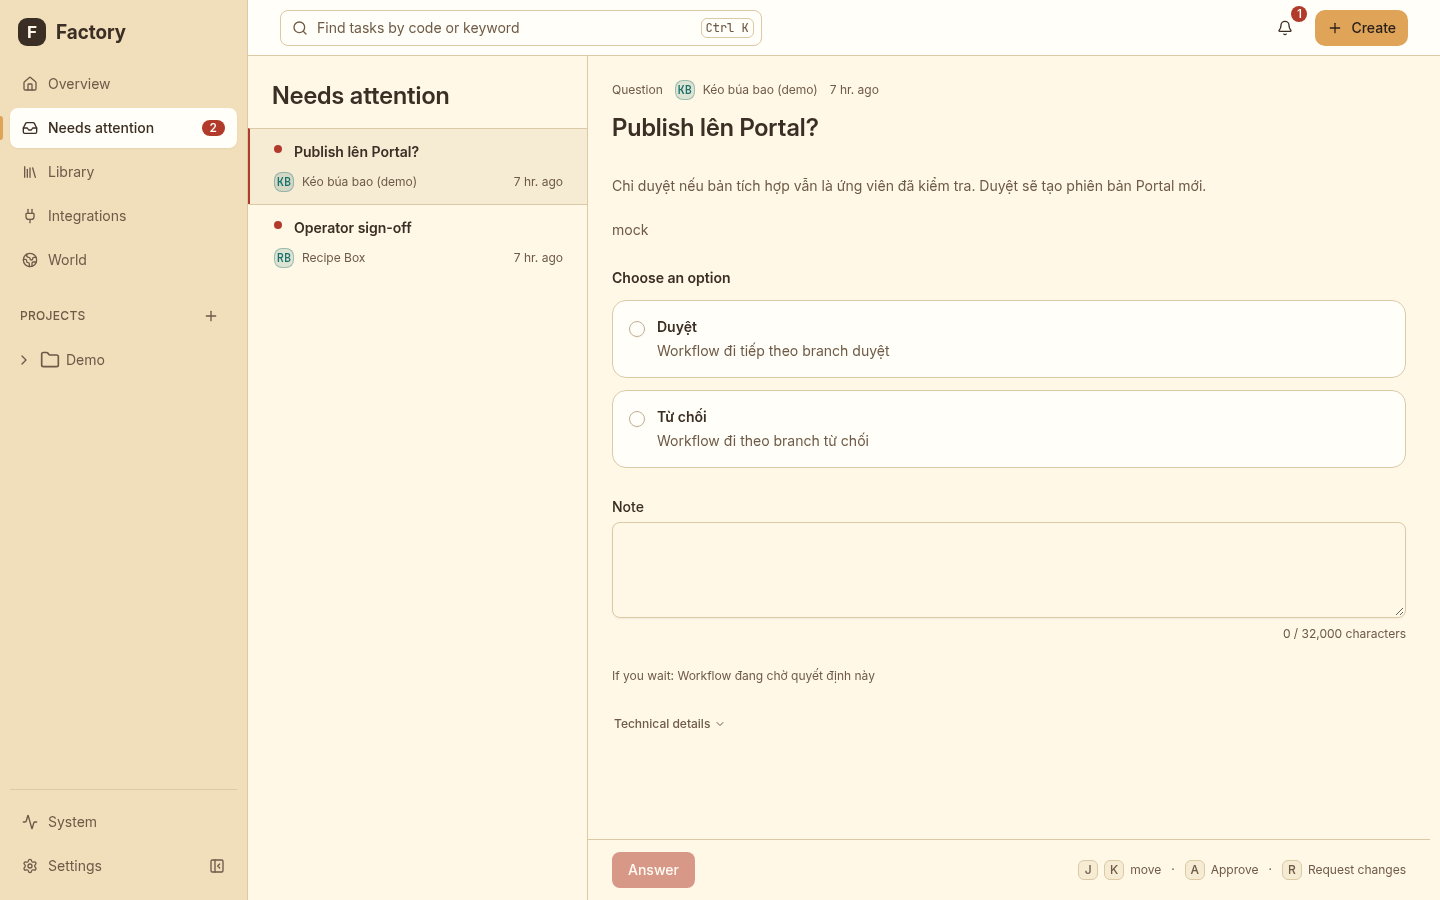 F Factory
Overview
Needs attention 2
Library
Integrations
World
PROJECTS
Demo
System
Settings
Find tasks by code or keyword Ctrl K
1
Create
Needs attention
Publish lên Portal?
KB Kéo búa bao (demo) 7 hr. ago
Operator sign-off
RB Recipe Box 7 hr. ago
Question KB Kéo búa bao (demo) 7 hr. ago
Publish lên Portal?
Chỉ duyệt nếu bản tích hợp vẫn là ứng viên đã kiểm tra. Duyệt sẽ tạo phiên bản Portal mới.
mock
Choose an option
Duyệt
Workflow đi tiếp theo branch duyệt
Từ chối
Workflow đi theo branch từ chối
Note
0 / 32,000 characters
If you wait: Workflow đang chờ quyết định này
Technical details
Answer
J K move · A Approve · R Request changes